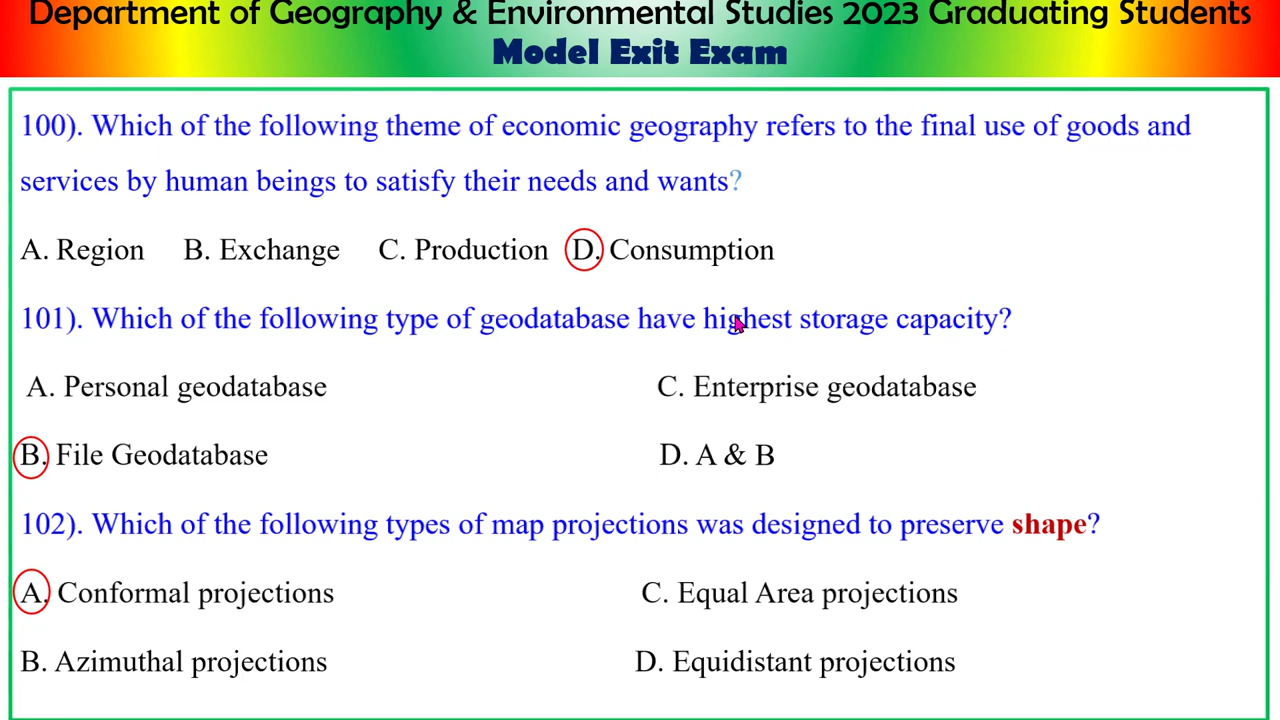 Department of Geography & Environmental Studies 2023 Graduating Students
Model Exit Exam
100). Which of the following theme of economic geography refers to the final use of goods and
services by human beings to satisfy their needs and wants?
A. Region B. Exchange C. Production D. Consumption
101). Which of the following type of geodatabase have highest storage capacity?
A. Personal geodatabase C. Enterprise geodatabase
B. File Geodatabase D. A & B
102). Which of the following types of map projections was designed to preserve shape?
A. Conformal projections C. Equal Area projections
B. Azimuthal projections D. Equidistant projections